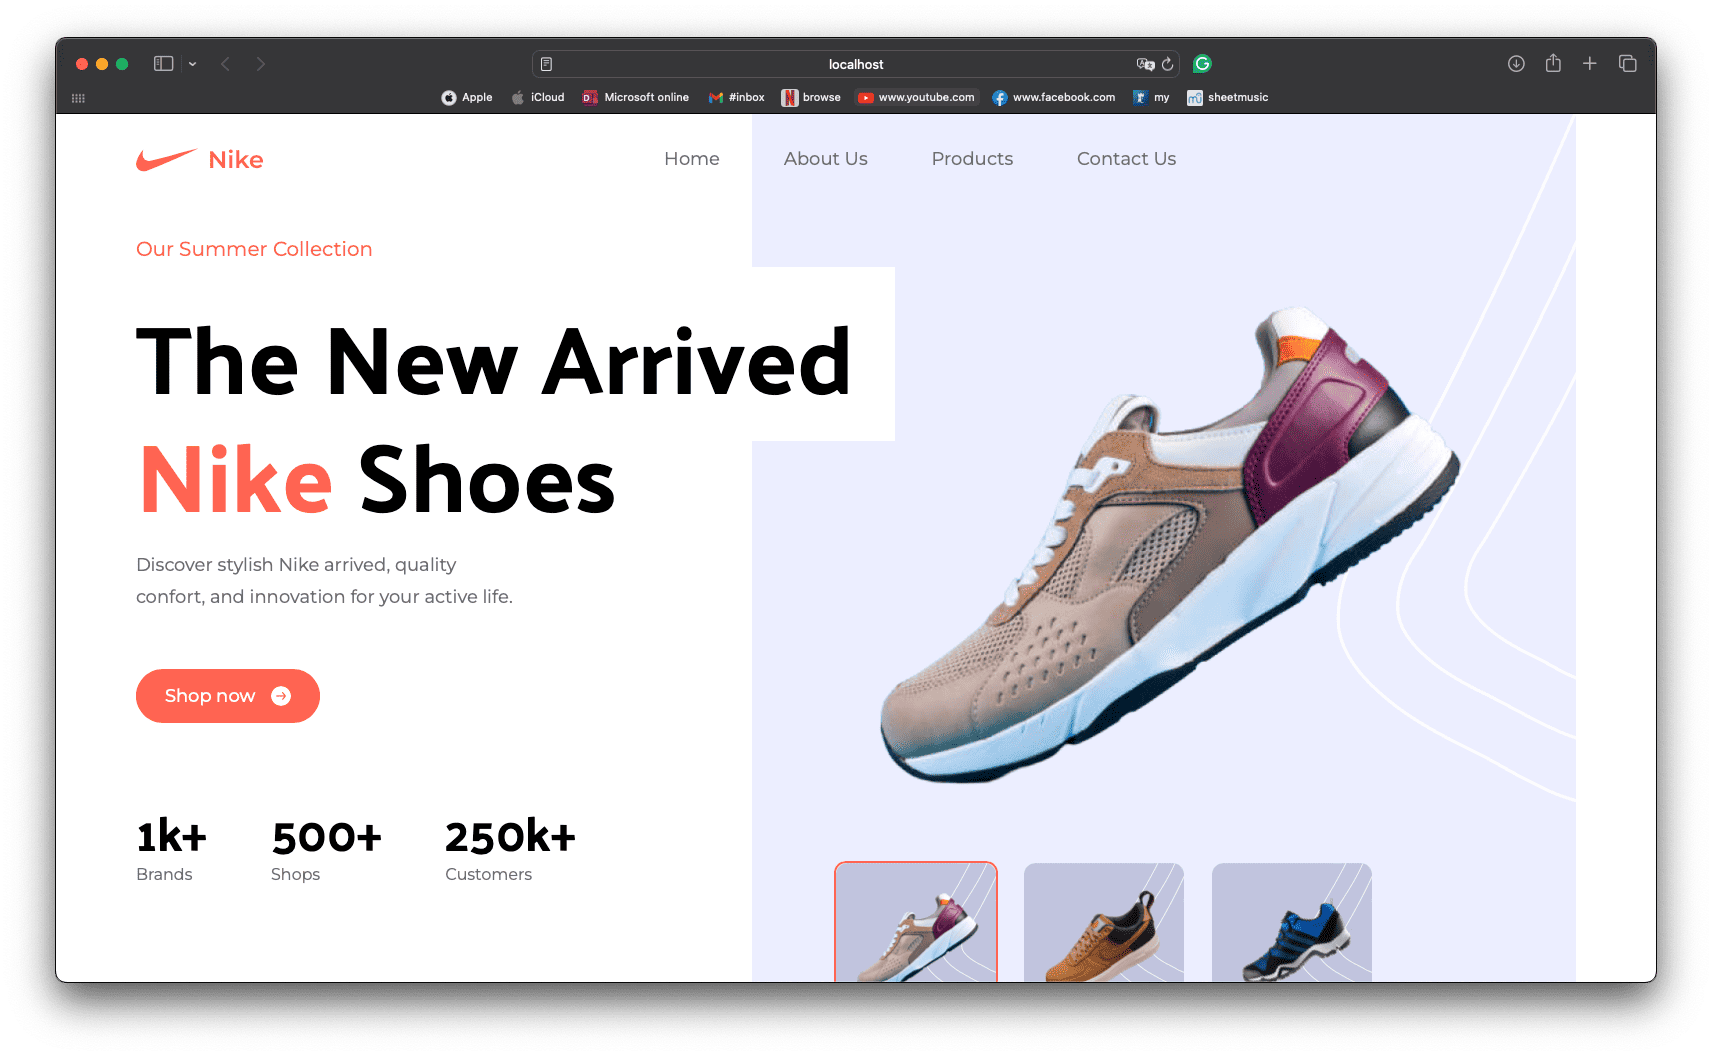 localhost
Apple iCloud Microsoft online #inbox browse www.youtube.com www.facebook.com my sheetmusic
Nike Home About Us Products Contact Us
Our Summer Collection
The New Arrived
Nike Shoes
Discover stylish Nike arrived, quality
confort, and innovation for your active life.
Shop now
1k+ 500+ 250k+
Brands Shops Customers